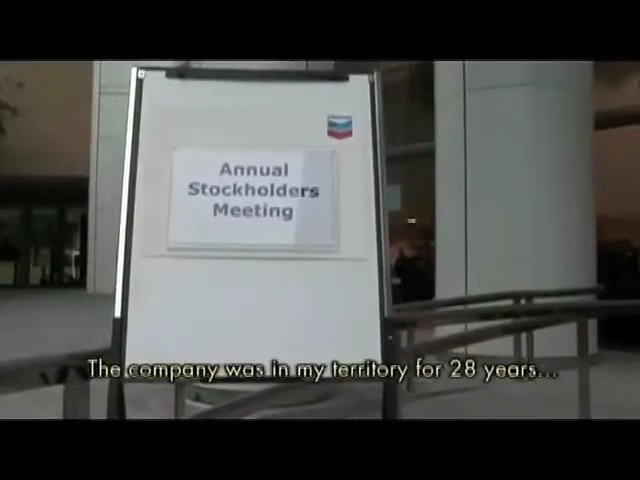 Annual
Stockholders
Meeting
The company was in my territory for 28 years...